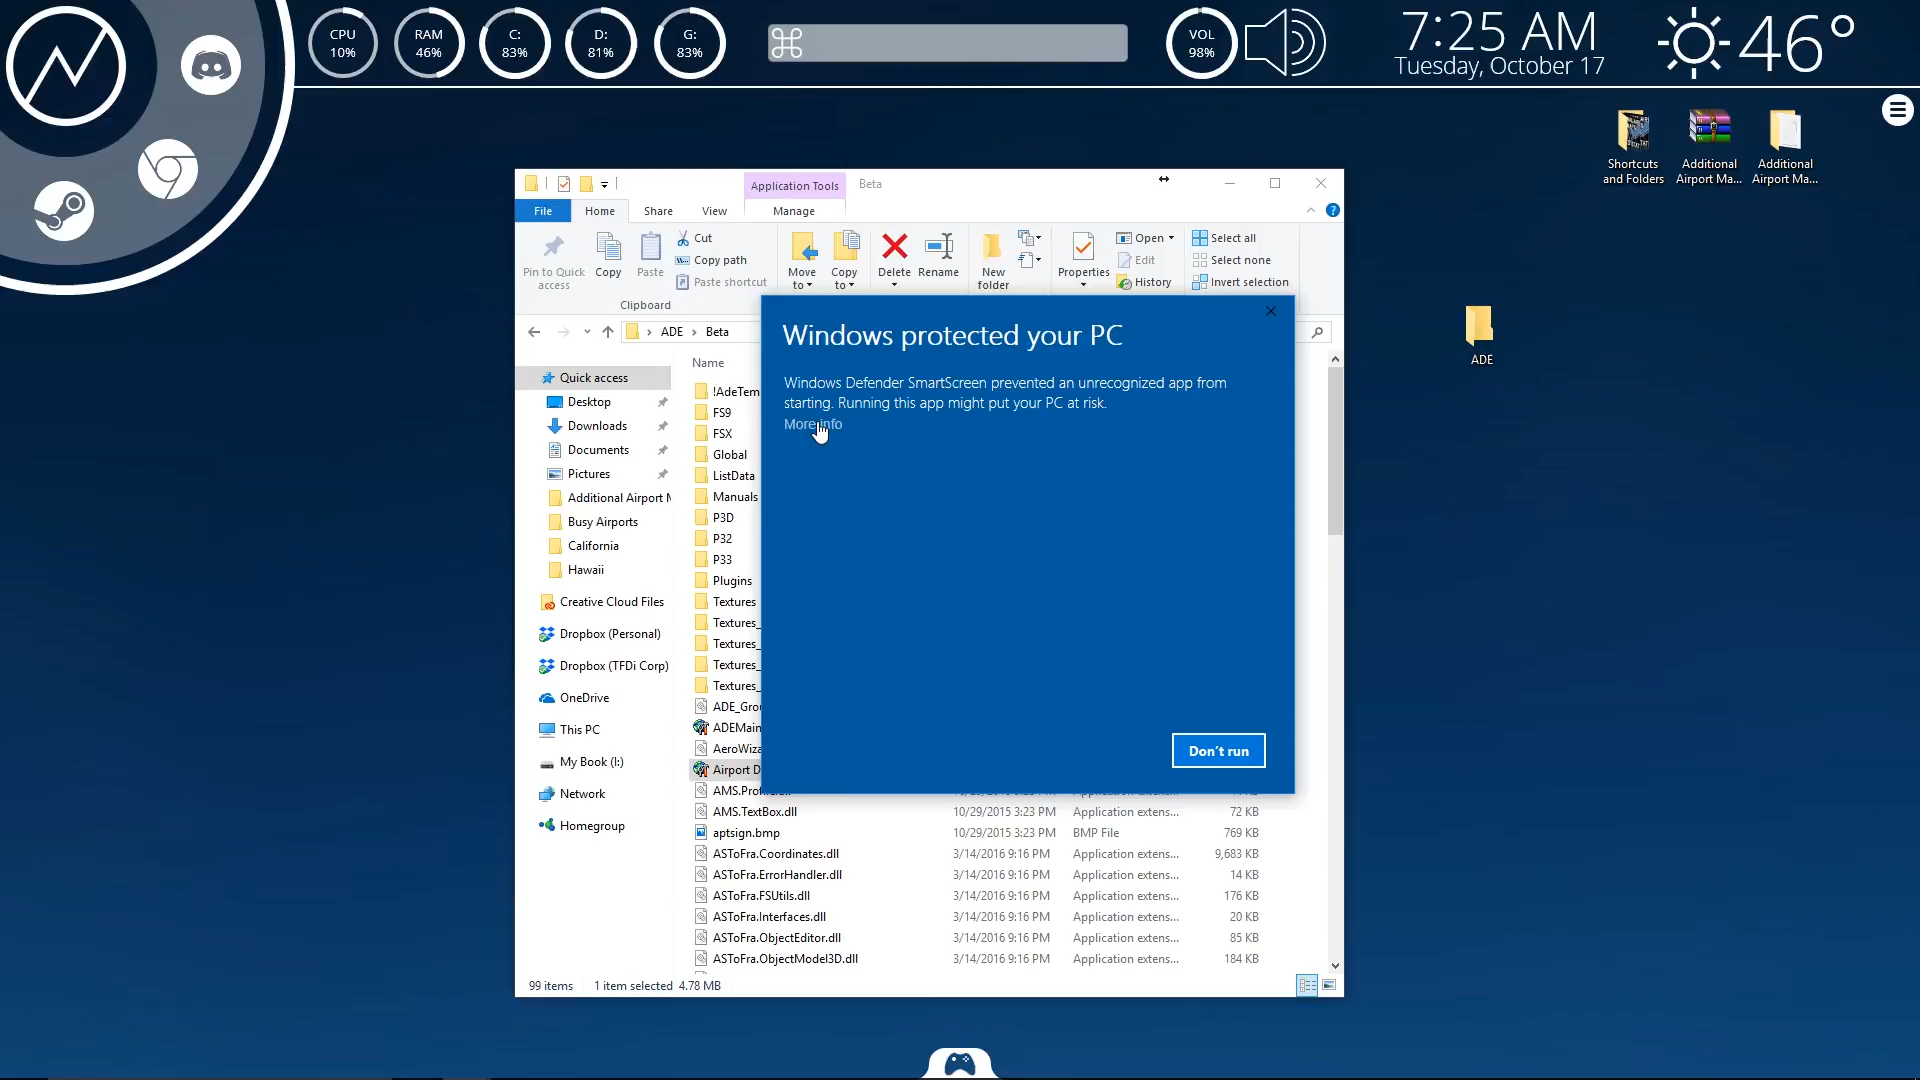 CPU
10%
RAM
46%
C:
83%
D:
81%
G:
83%
VOL
98%
7:25 AM
Tuesday, October 17
46°
Shortcuts
and Folders
Additional
Airport Ma...
Additional
Airport Ma...
ADE
Application Tools
Beta
File
Home
Share
View
Manage
Pin to Quick
access
Copy
Paste
Cut
Copy path
Paste shortcut
Move
to
Copy
to
Delete
Rename
New
folder
Properties
Open
Edit
History
Select all
Select none
Invert selection
Clipboard
ADE
Beta
Windows protected your PC
Windows Defender SmartScreen prevented an unrecognized app from
starting. Running this app might put your PC at risk.
More info
Don't run
Quick access
Desktop
Downloads
Documents
Pictures
Additional Airport M
Busy Airports
California
Hawaii
Creative Cloud Files
Dropbox (Personal)
Dropbox (TFDi Corp)
OneDrive
This PC
My Book (I:)
Network
Homegroup
Name
!AdeTem
FS9
FSX
Global
ListData
Manuals
P3D
P32
P33
Plugins
Textures
Textures_
Textures_
Textures_
Textures_
ADE_Grou
ADEMain
AeroWiza
Airport D
AMS.TextBox.dll 10/29/2015 3:23 PM Application extens... 72 KB
aptsign.bmp 10/29/2015 3:23 PM BMP File 769 KB
ASToFra.Coordinates.dll 3/14/2016 9:16 PM Application extens... 9,683 KB
ASToFra.ErrorHandler.dll 3/14/2016 9:16 PM Application extens... 14 KB
ASToFra.FSUtils.dll 3/14/2016 9:16 PM Application extens... 176 KB
ASToFra.Interfaces.dll 3/14/2016 9:16 PM Application extens... 20 KB
ASToFra.ObjectEditor.dll 3/14/2016 9:16 PM Application extens... 85 KB
ASToFra.ObjectModel3D.dll 3/14/2016 9:16 PM Application extens... 184 KB
99 items
1 item selected 4.78 MB